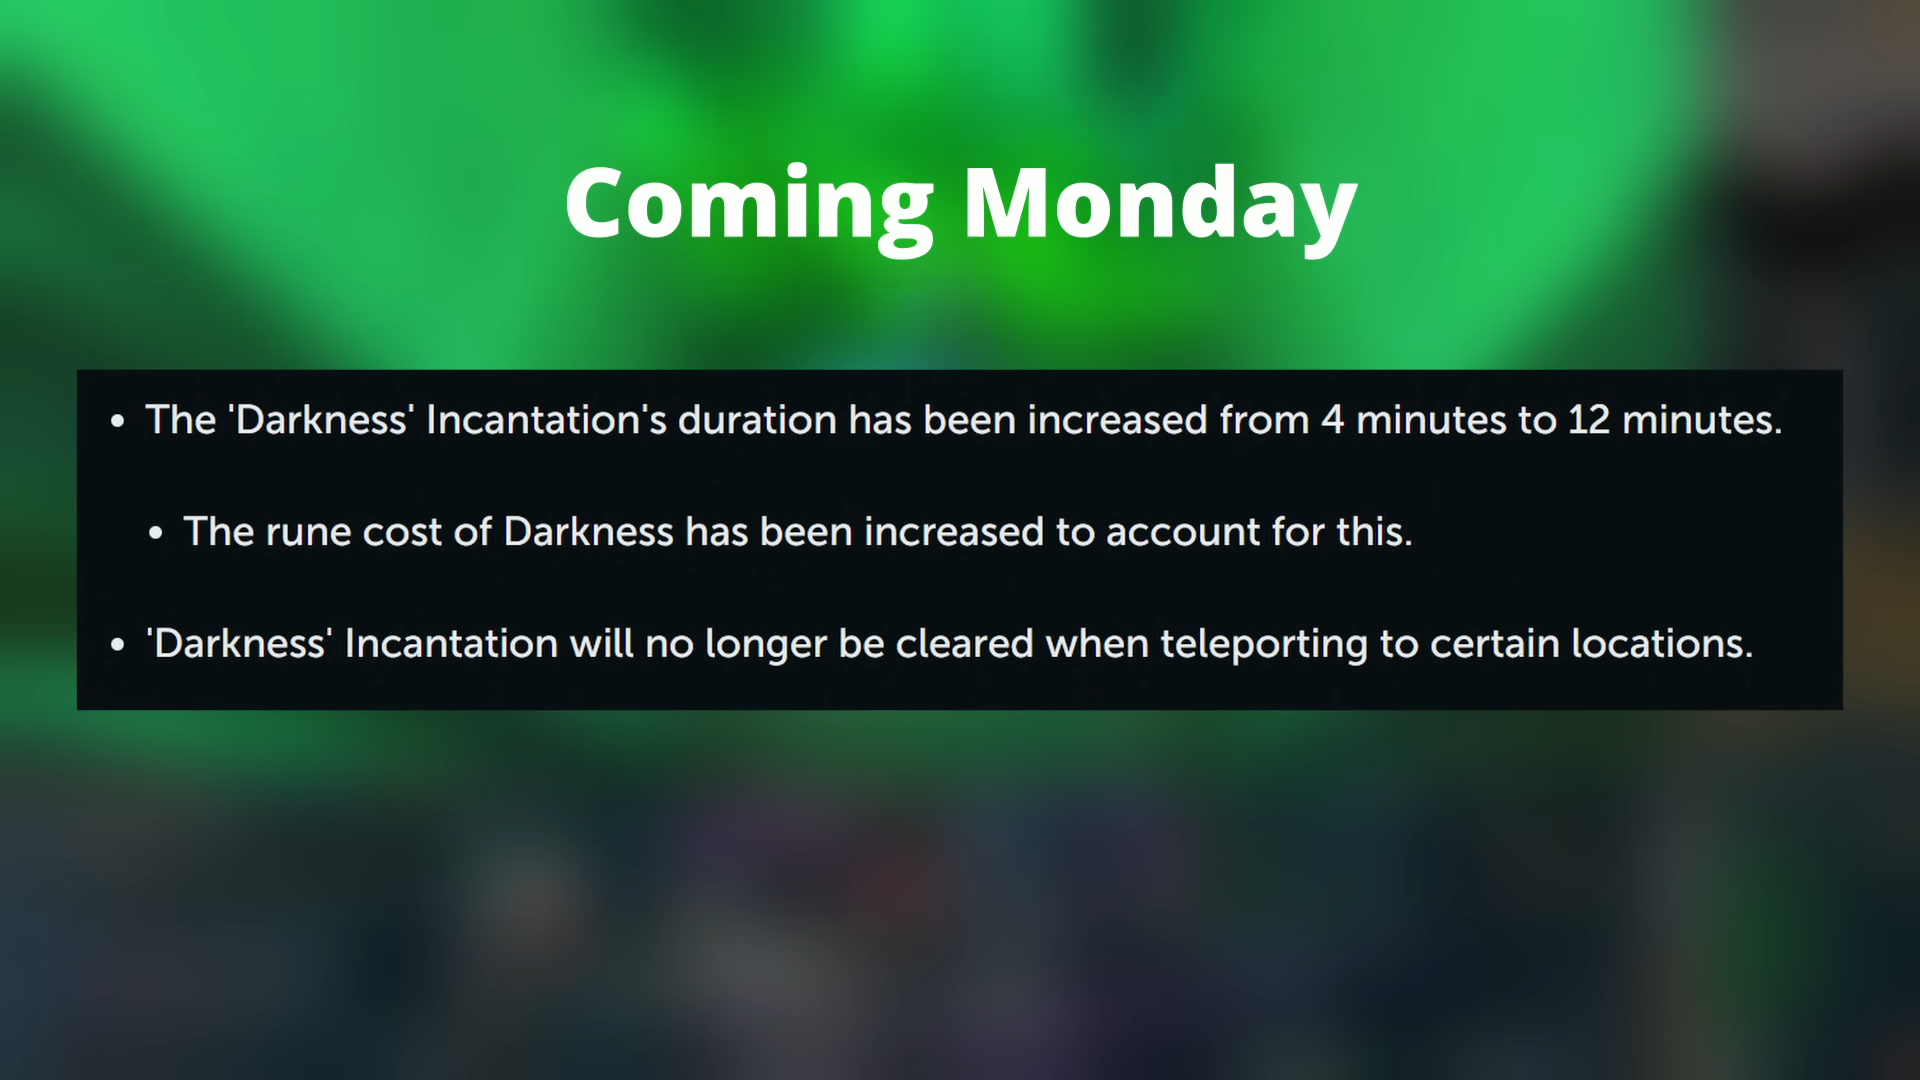 Coming Monday
• The 'Darkness' Incantation's duration has been increased from 4 minutes to 12 minutes.
• The rune cost of Darkness has been increased to account for this.
• 'Darkness' Incantation will no longer be cleared when teleporting to certain locations.